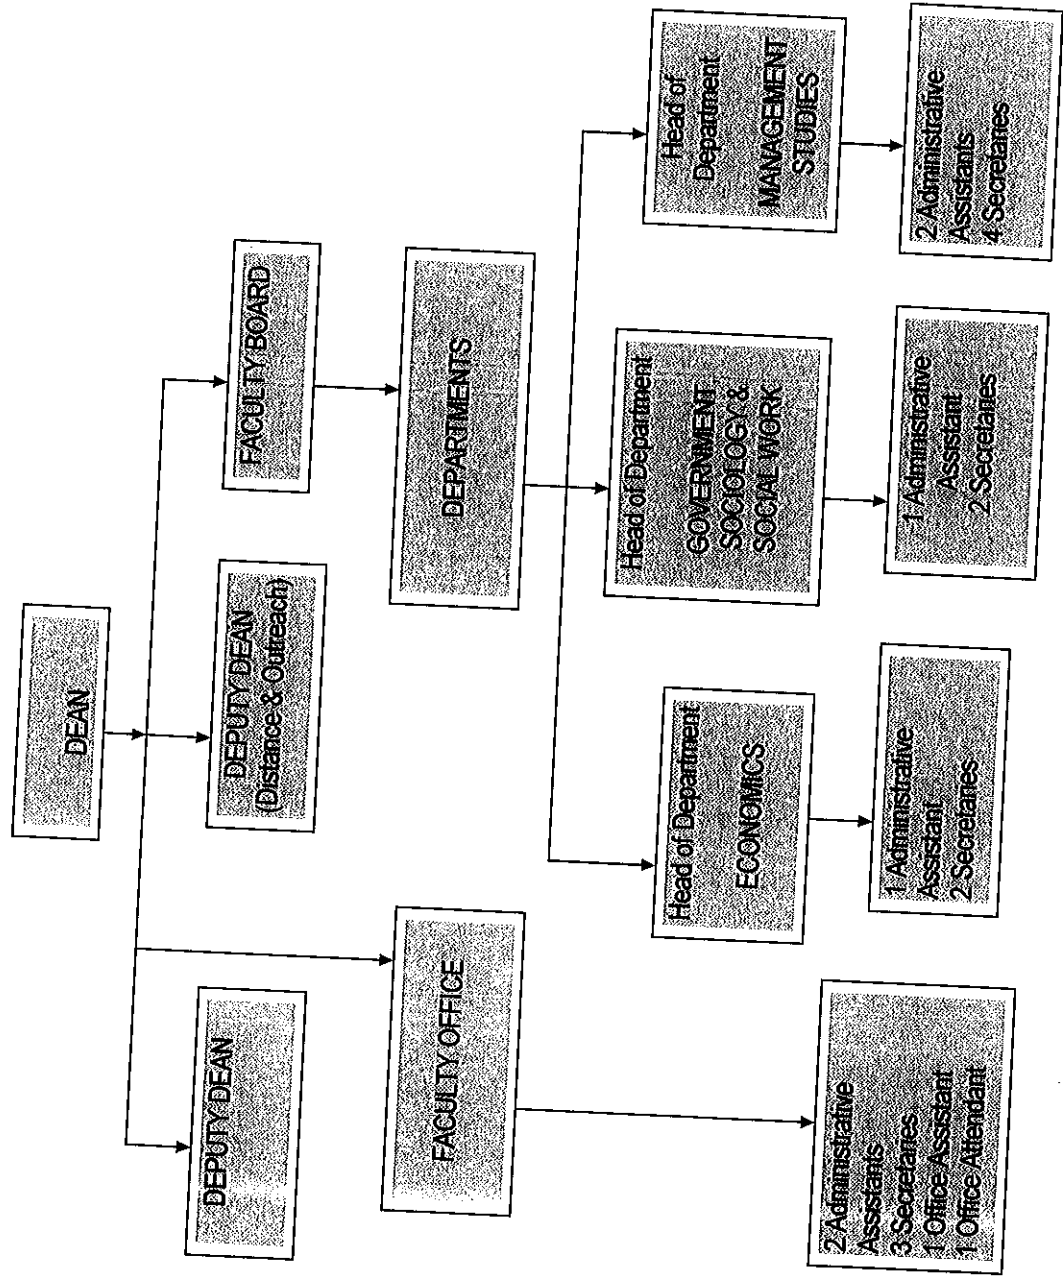 DEAN
DEPUTY DEAN
DEPUTY DEAN
(Distance & Outreach)
FACULTY BOARD
FACULTY OFFICE
DEPARTMENTS
Head of Department
ECONOMICS
Head of Department
GOVERNMENT
SOCIOLOGY &
SOCIAL WORK
Head of
Department
MANAGEMENT
STUDIES
2 Administrative
Assistants
3 Secretaries
1 Office Assistant
1 Office Attendant
1 Administrative
Assistant
2 Secretaries
1 Administrative
Assistant
2 Secretaries
2 Administrative
Assistants
4 Secretaries